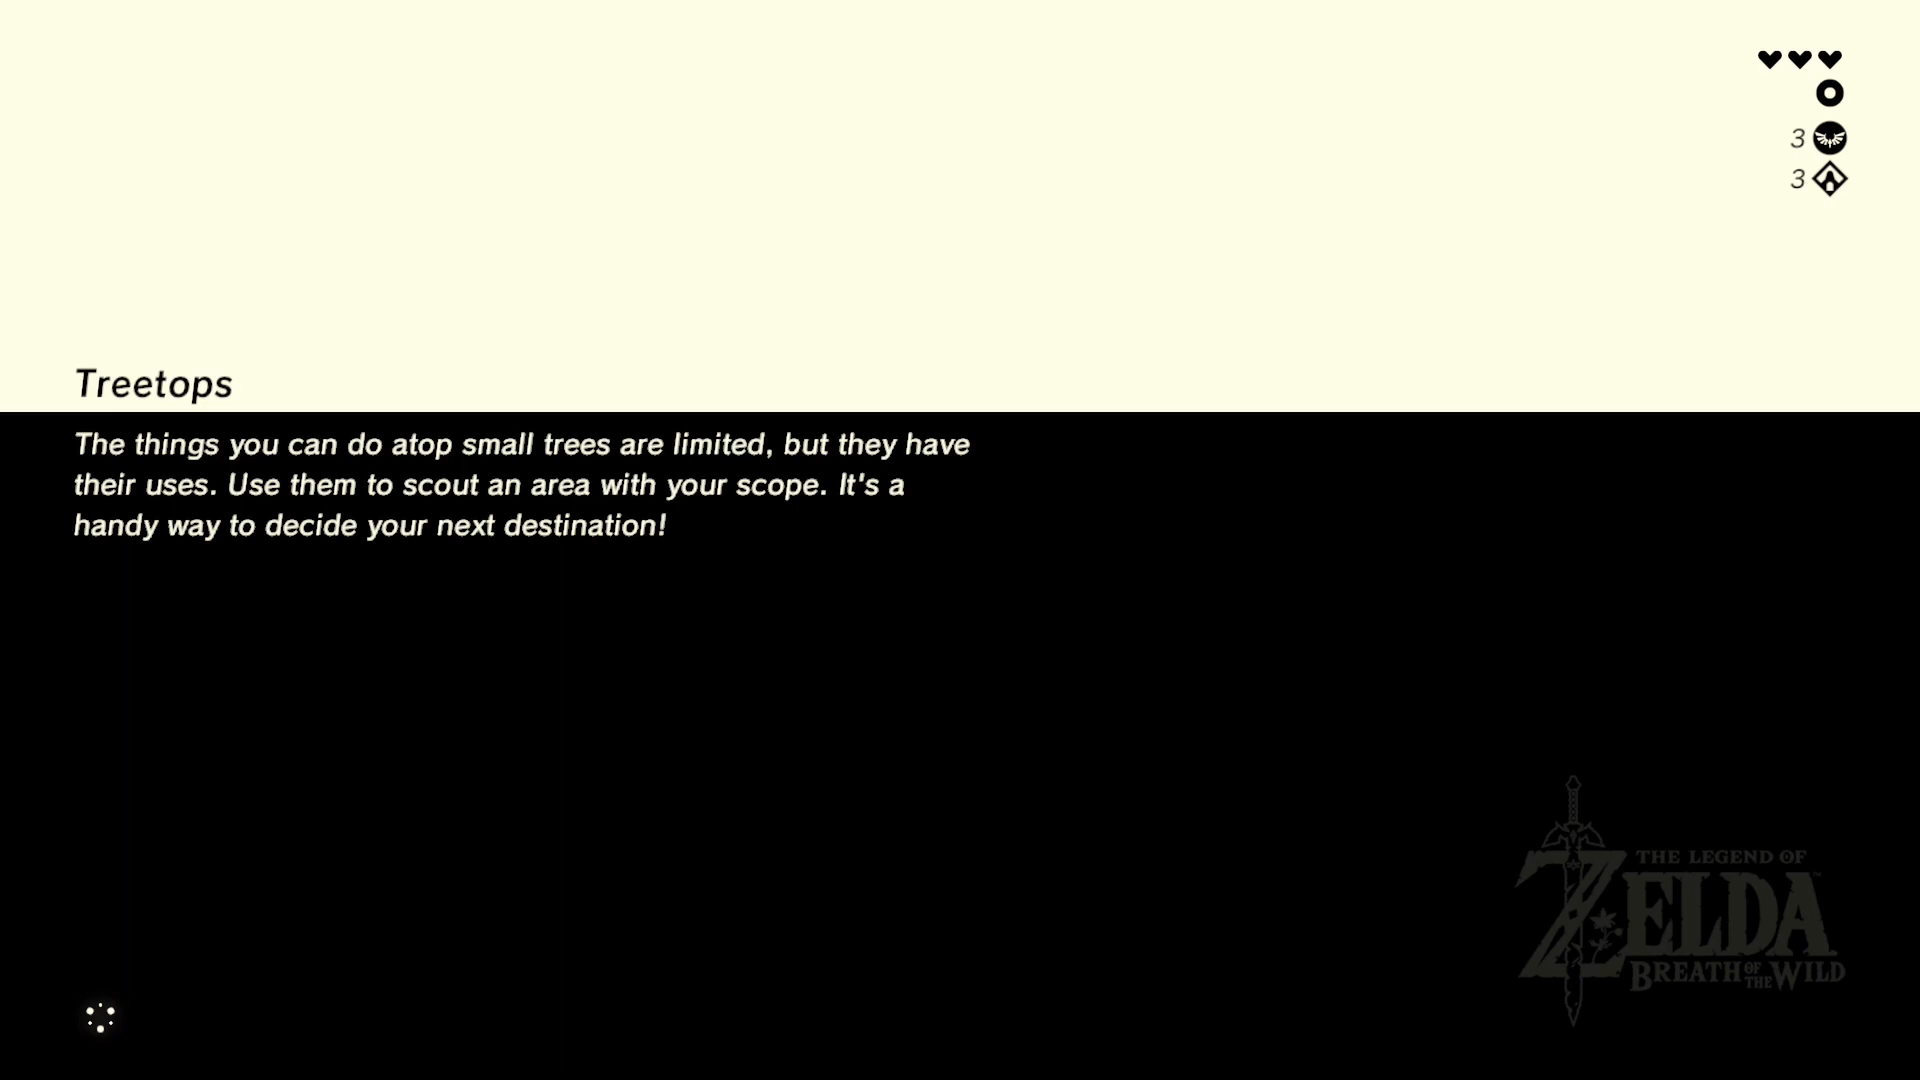 3
3
Treetops
The things you can do atop small trees are limited, but they have
their uses. Use them to scout an area with your scope. It's a
handy way to decide your next destination!
THE LEGEND OF
ZELDA™
BREATH OF THE WILD